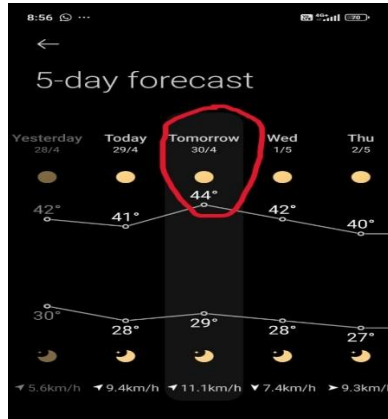 8:56
5-day forecast
Yesterday Today Tomorrow Wed Thu
28/4 29/4 30/4 1/5 2/5
42° 41° 44° 42° 40°
30° 28° 29° 28° 27°
5.6km/h 9.4km/h 11.1km/h 7.4km/h 9.3km/